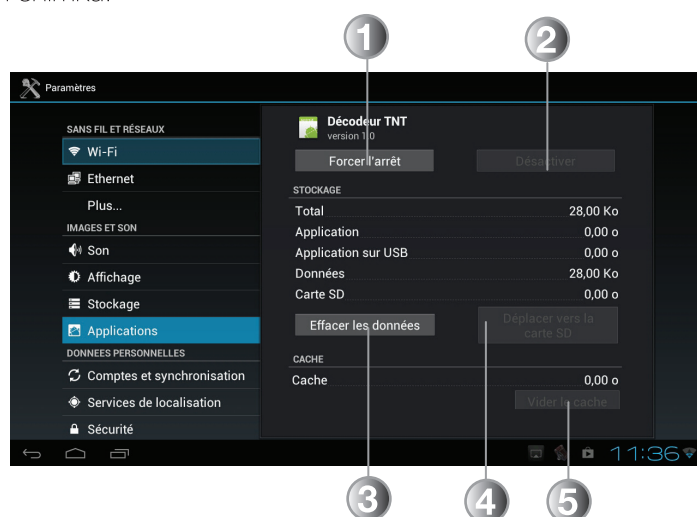 1
2
Paramètres
SANS FIL ET RÉSEAUX
Wi-Fi
Ethernet
Plus...
IMAGES ET SON
Son
Affichage
Stockage
Applications
DONNEES PERSONNELLES
Comptes et synchronisation
Services de localisation
Sécurité
Décodeur TNT
version 1.0
Forcer l'arrêt
Désactiver
STOCKAGE
Total 28,00 Ko
Application 0,00 o
Application sur USB 0,00 o
Données 28,00 Ko
Carte SD 0,00 o
Effacer les données
Déplacer vers la
carte SD
CACHE
Cache 0,00 o
Vider le cache
11:36
3
4
5